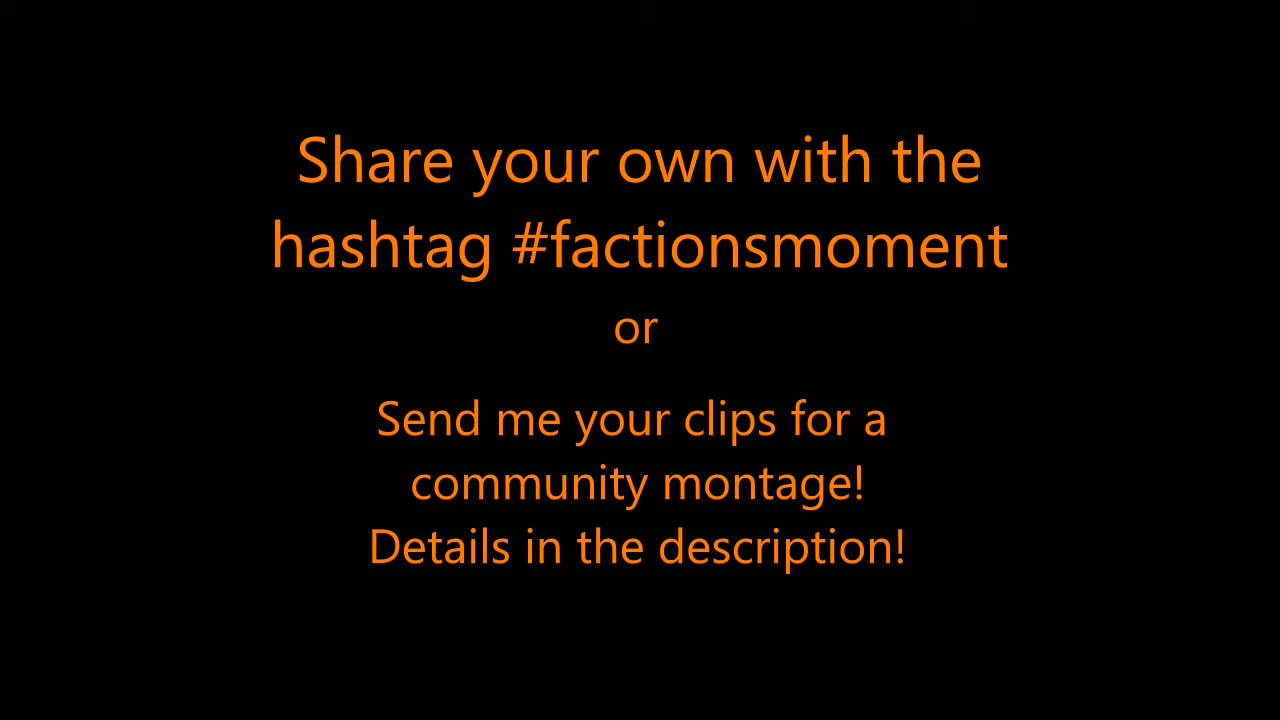 Share your own with the
hashtag #factionsmoment
or
Send me your clips for a
community montage!
Details in the description!